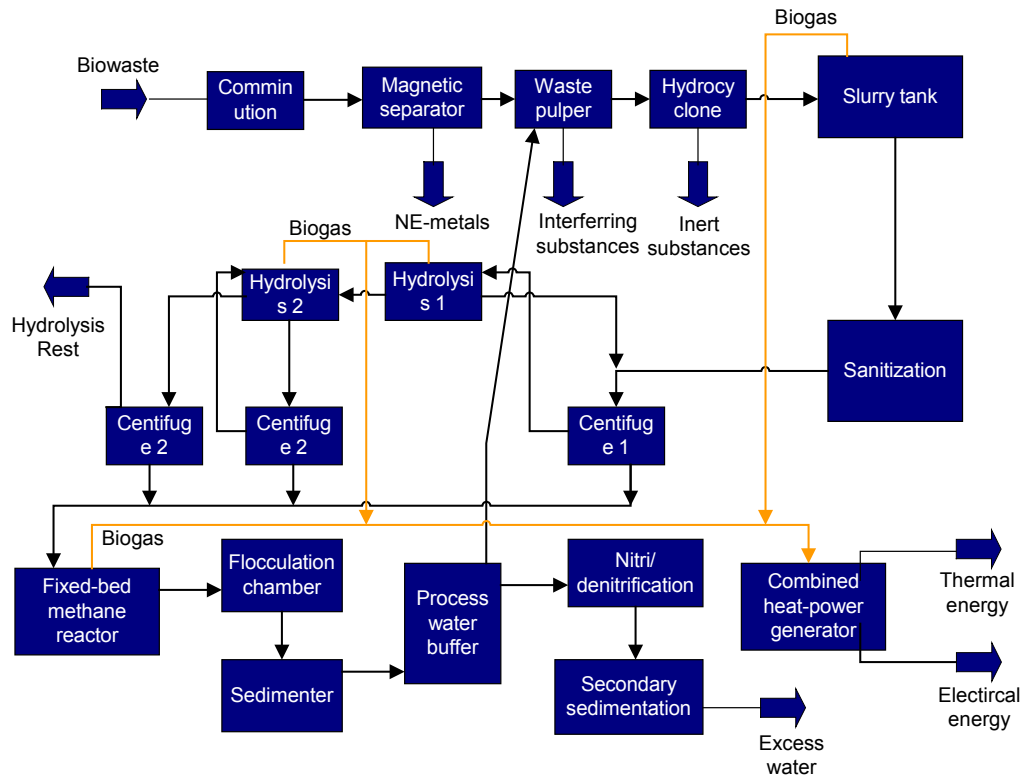 Biogas
Biowaste
Commin
ution
Magnetic
separator
Waste
pulper
Hydrocy
clone
Slurry tank
NE-metals
Interferring
substances
Inert
substances
Biogas
Hydrolysi
s 2
Hydrolysi
s 1
Hydrolysis
Rest
Sanitization
Centifug
e 2
Centifug
e 2
Centifug
e 1
Biogas
Fixed-bed
methane
reactor
Flocculation
chamber
Sedimenter
Process
water
buffer
Nitri/
denitrification
Secondary
sedimentation
Combined
heat-power
generator
Thermal
energy
Electircal
energy
Excess
water